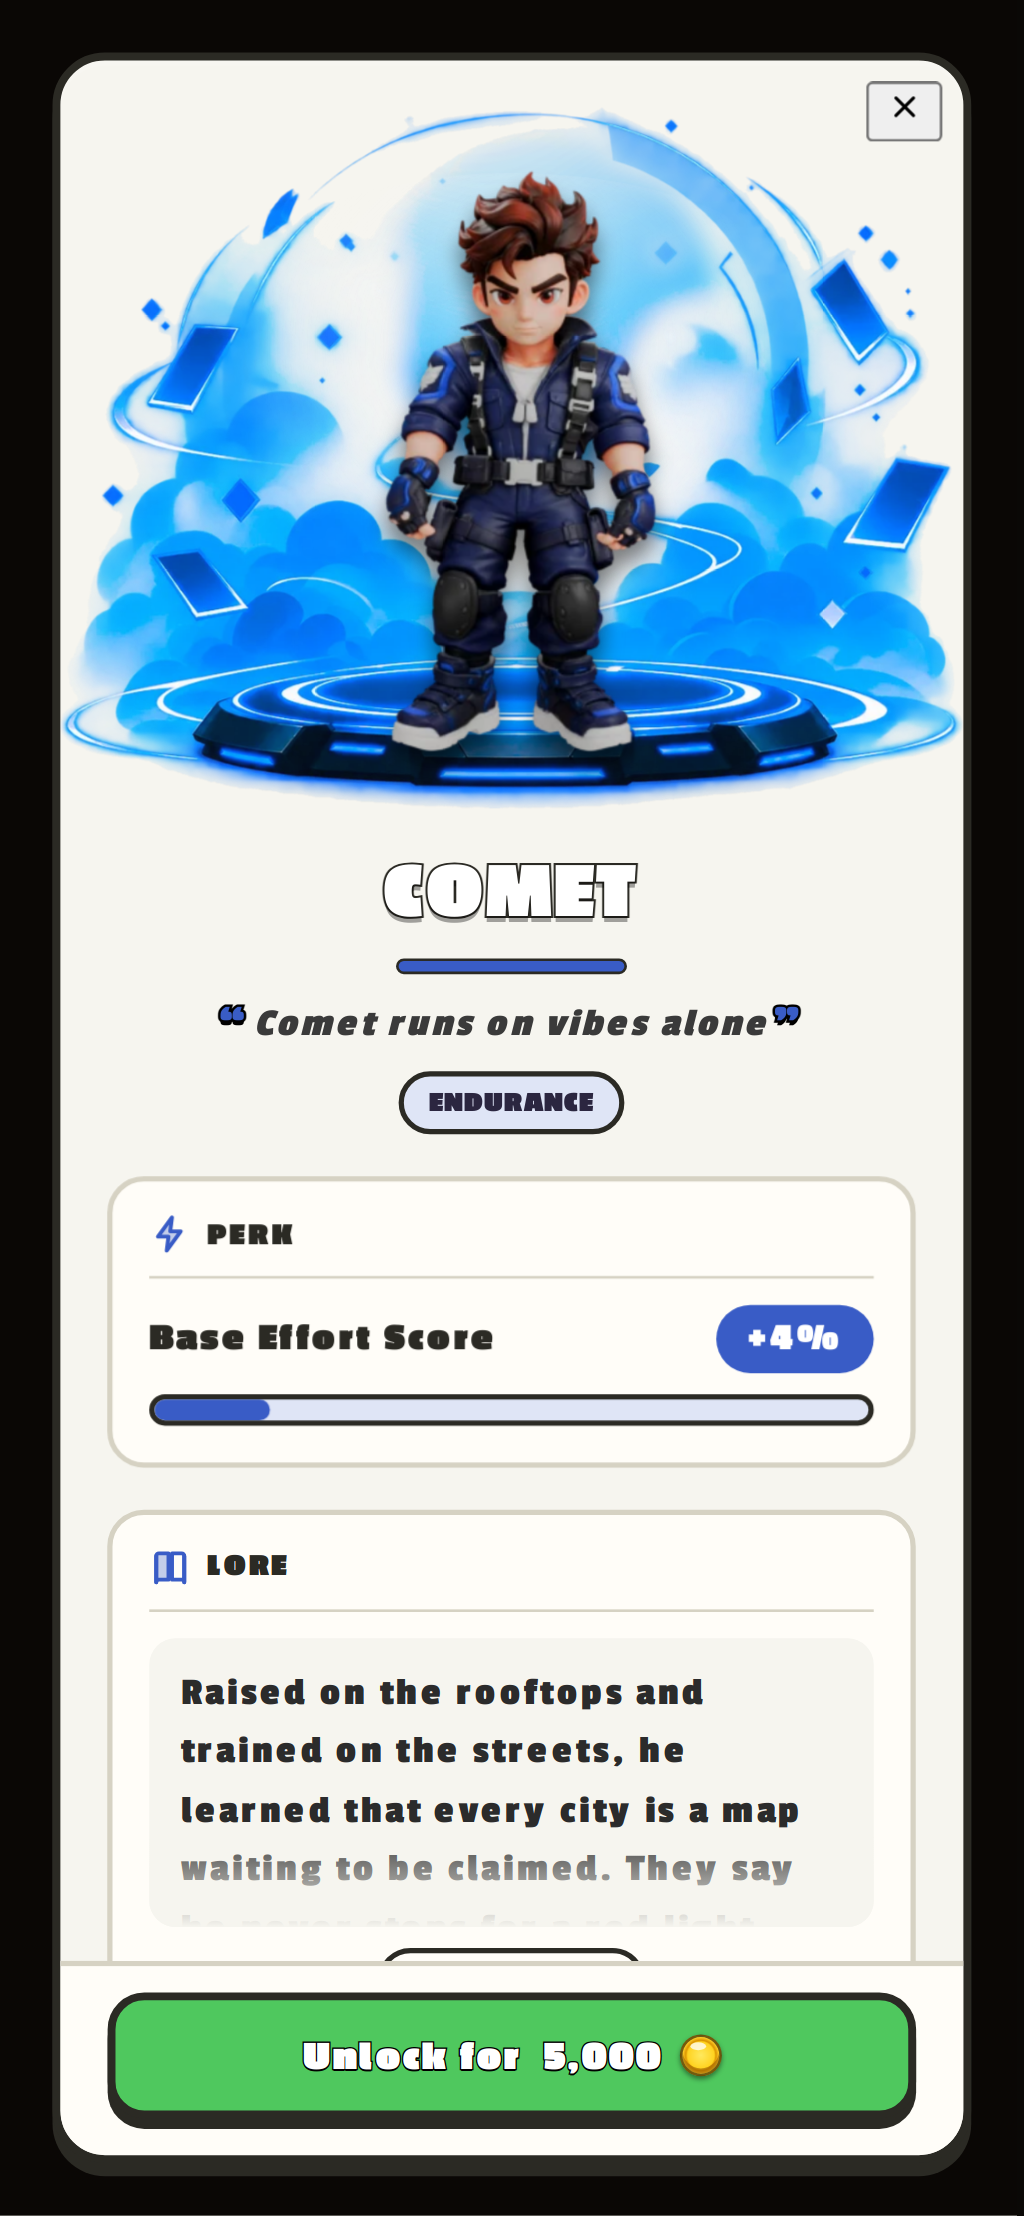 COMET
❝ Comet runs on vibes alone ❞
ENDURANCE
PERK
Base Effort Score
+4%
LORE
Raised on the rooftops and
trained on the streets, he
learned that every city is a map
waiting to be claimed. They say
Unlock for 5,000